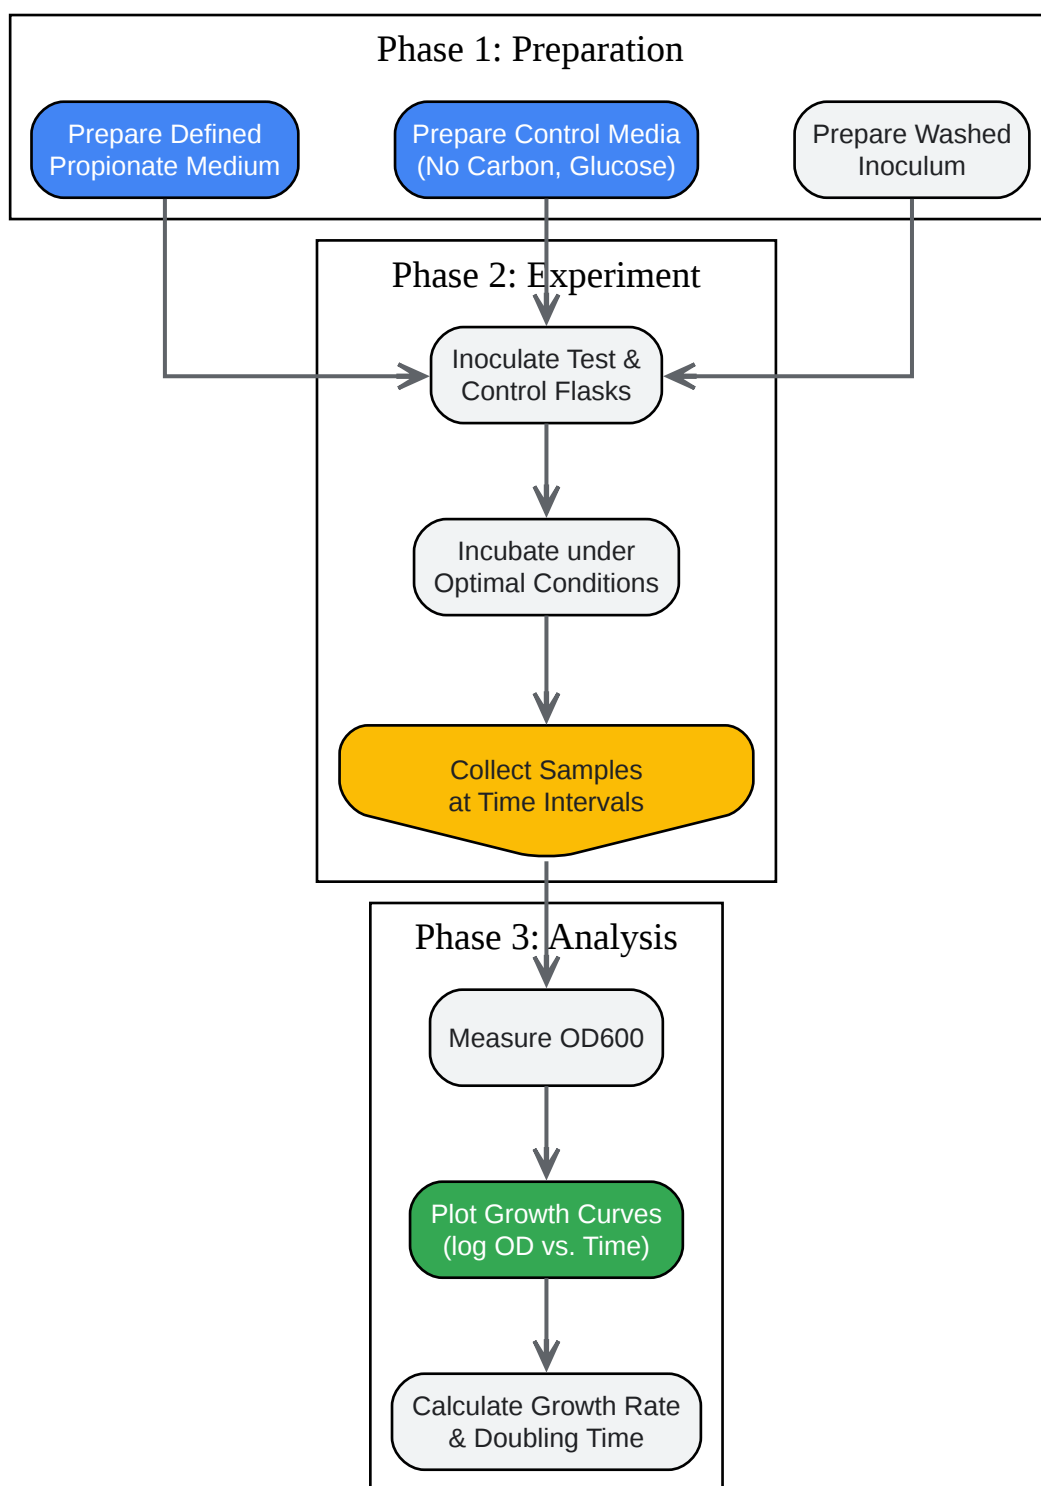 Phase 1: Preparation
Prepare Defined
Propionate Medium
Prepare Control Media
(No Carbon, Glucose)
Prepare Washed
Inoculum
Phase 2: Experiment
Inoculate Test &
Control Flasks
Incubate under
Optimal Conditions
Collect Samples
at Time Intervals
Phase 3: Analysis
Measure OD600
Plot Growth Curves
(log OD vs. Time)
Calculate Growth Rate
& Doubling Time